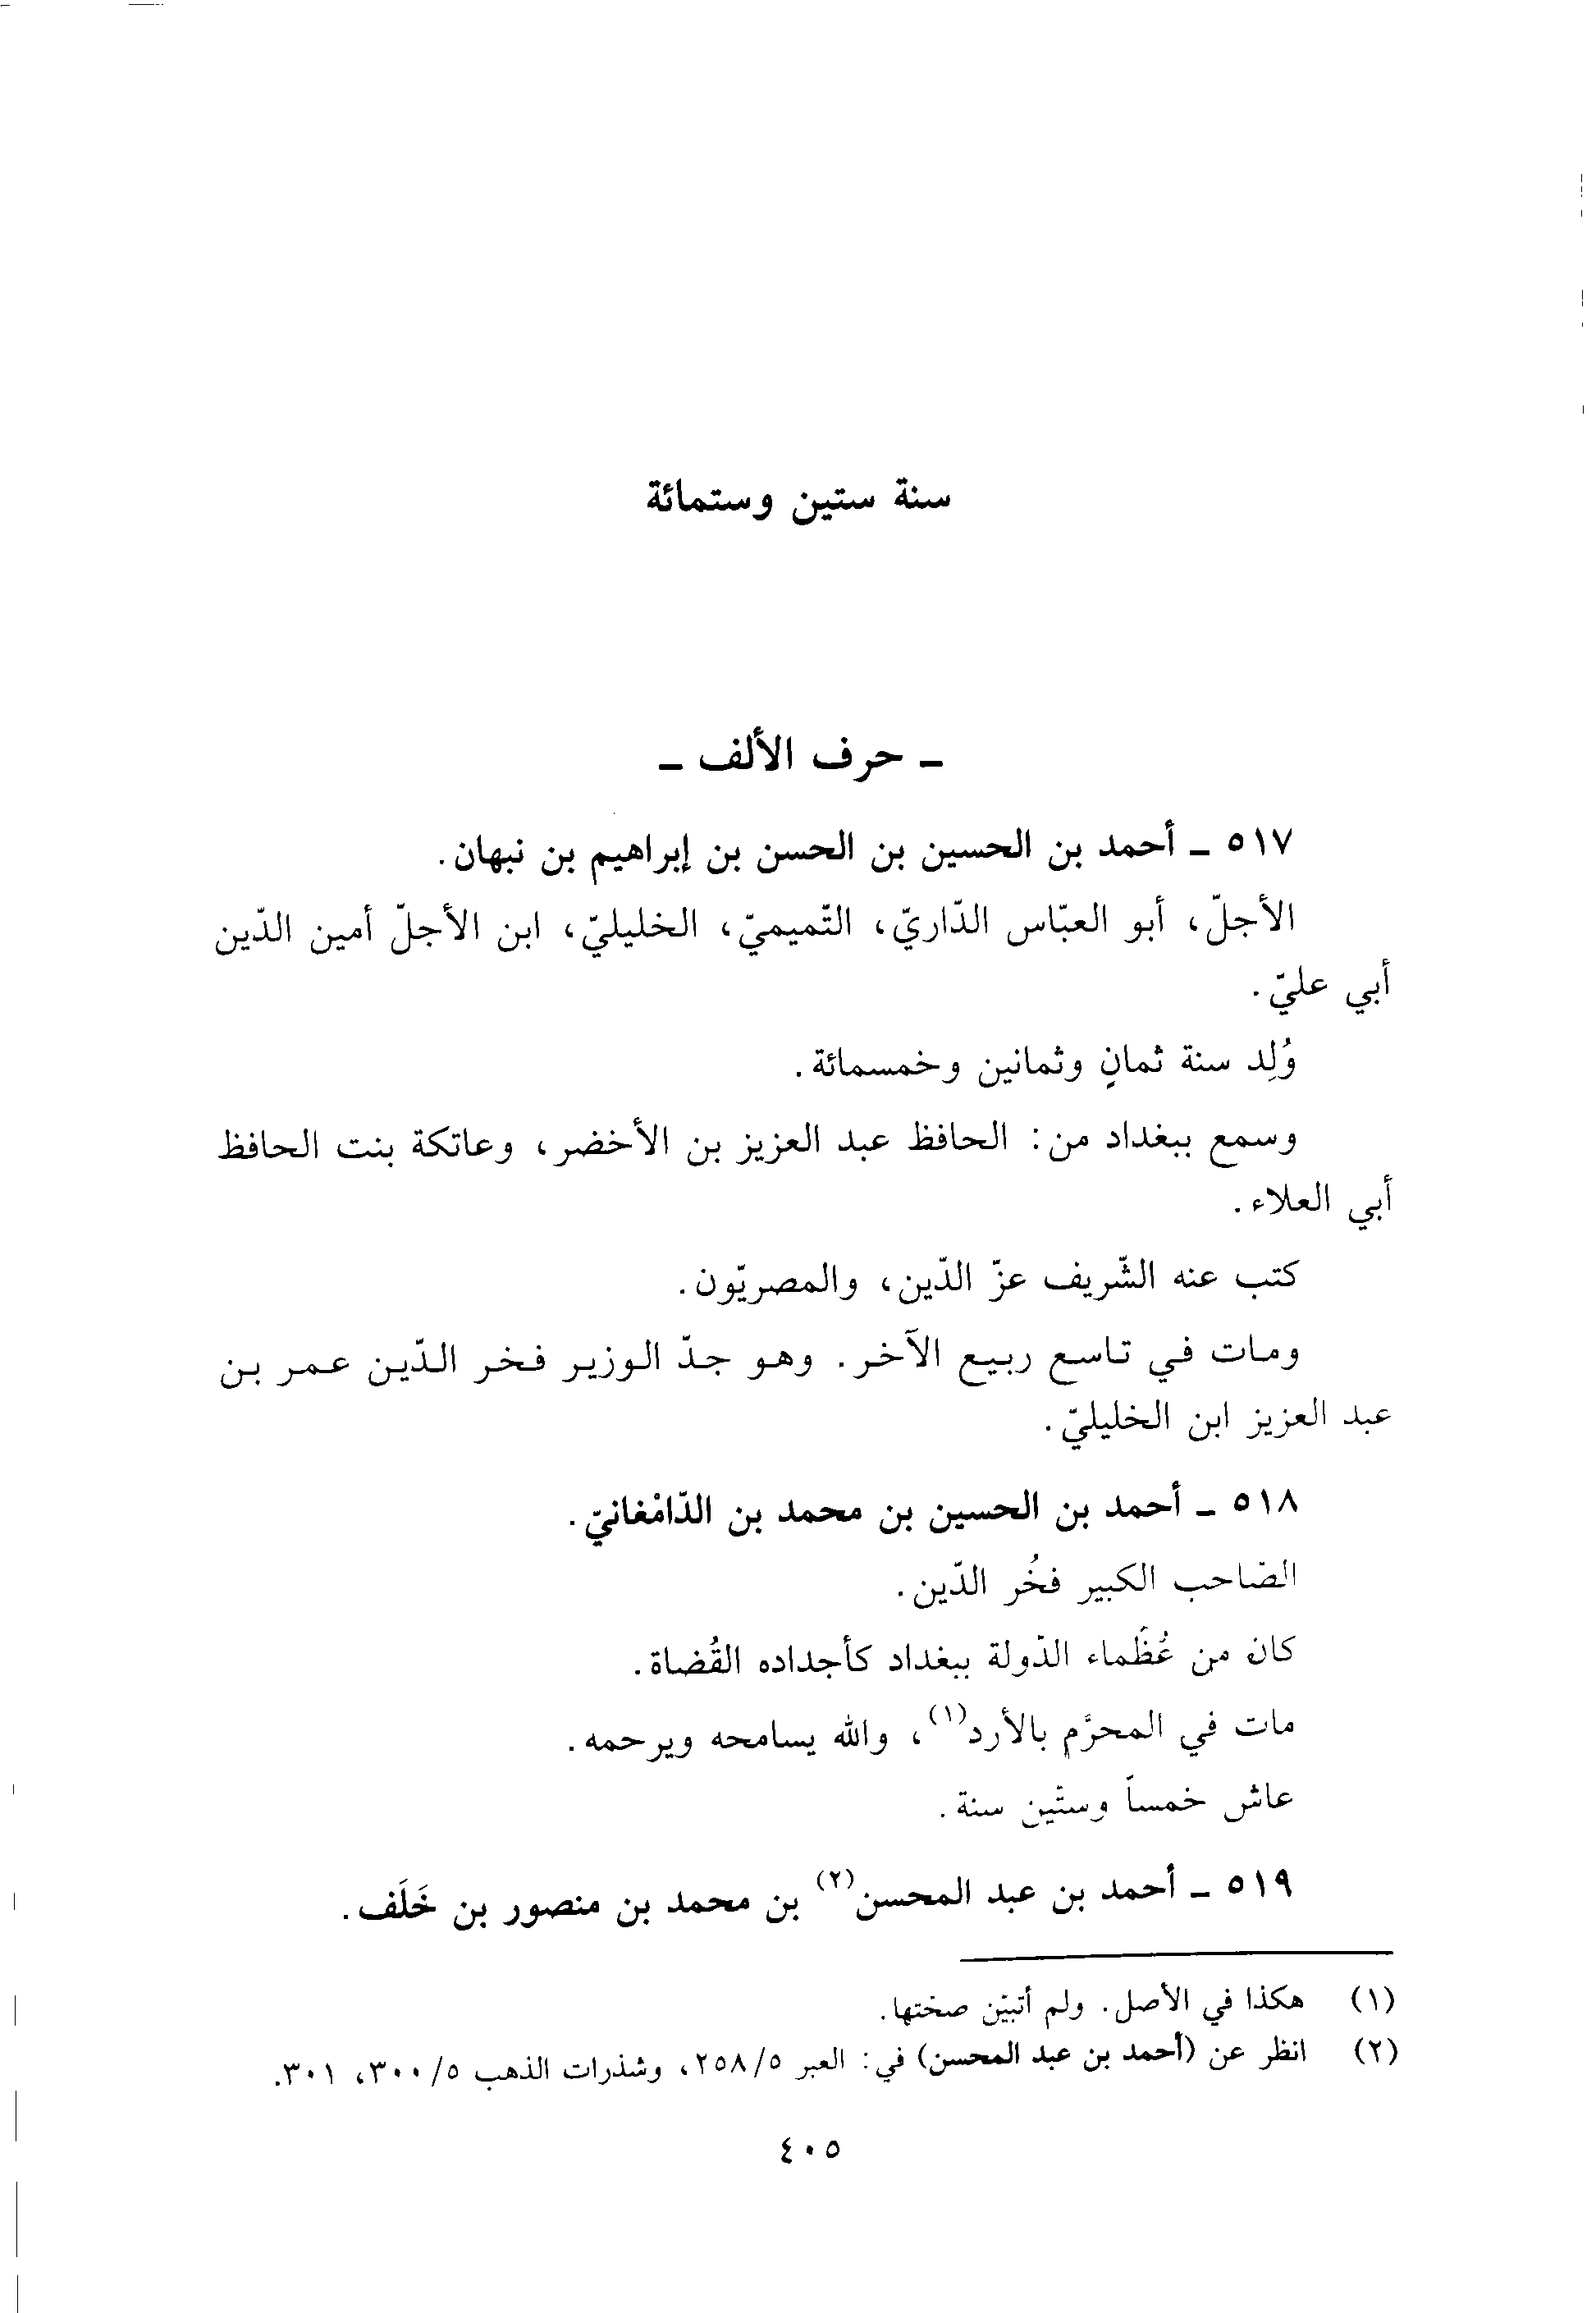 سنة ستين وستمائة
ـ حرف الألف ـ
٥١٧ ـ أحمد بن الحسين بن الحسن بن إبراهيم بن نبهان.
الأجلّ، أبو العبّاس الدّاريّ، التّميميّ، الخليليّ، ابن الأجلّ أمين الدّين
أبي عليّ.
وُلِد سنة ثمانٍ وثمانين وخمسمائة.
وسمع ببغداد من: الحافظ عبد العزيز بن الأخضر، وعاتكة بنت الحافظ
أبي العلاء.
كتب عنه الشّريف عزّ الدّين، والمصريّون.
ومات في تاسع ربيع الآخر. وهو جدّ الوزير فخر الدّين عمر بن
عبد العزيز ابن الخليليّ.
٥١٨ ـ أحمد بن الحسين بن محمد بن الدّامْغانيّ.
الصّاحب الكبير فخُر الدّين.
كان من عُظَماء الدّولة ببغداد كأجداده القُضاة.
مات في المحرَّم بالأرد(١)، والله يسامحه ويرحمه.
عاش خمساً وستّين سنة.
٥١٩ ـ أحمد بن عبد المحسن(٢) بن محمد بن منصور بن خَلَف.
(١) هكذا في الأصل. ولم أتبيّن صحّتها.
(٢) انظر عن (أحمد بن عبد المحسن) في: العبر ٢٥٨/٥، وشذرات الذهب ٣٠٠/٥، ٣٠١.
٤٠٥